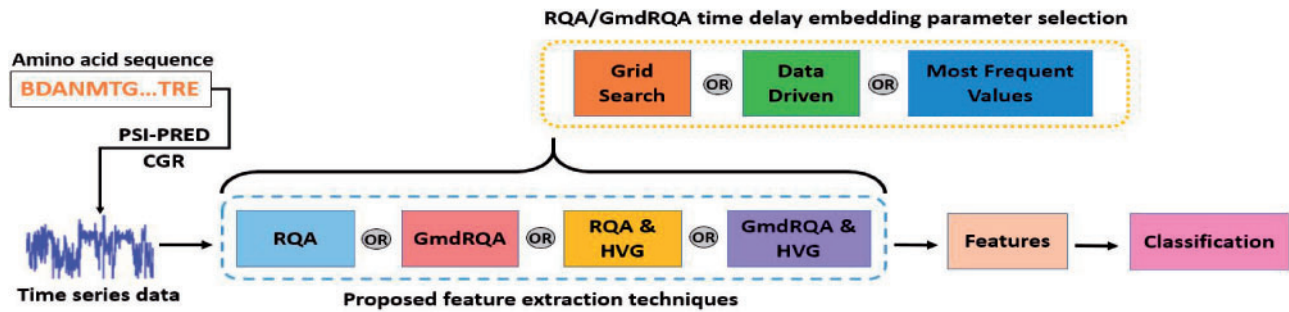 RQA/GmdRQA time delay embedding parameter selection
Grid
Search
OR
Data
Driven
OR
Most Frequent
Values
Amino acid sequence
BDANMTG...TRE
PSI-PRED
CGR
Time series data
RQA
OR
GmdRQA
OR
RQA &
HVG
OR
GmdRQA &
HVG
Proposed feature extraction techniques
Features
Classification